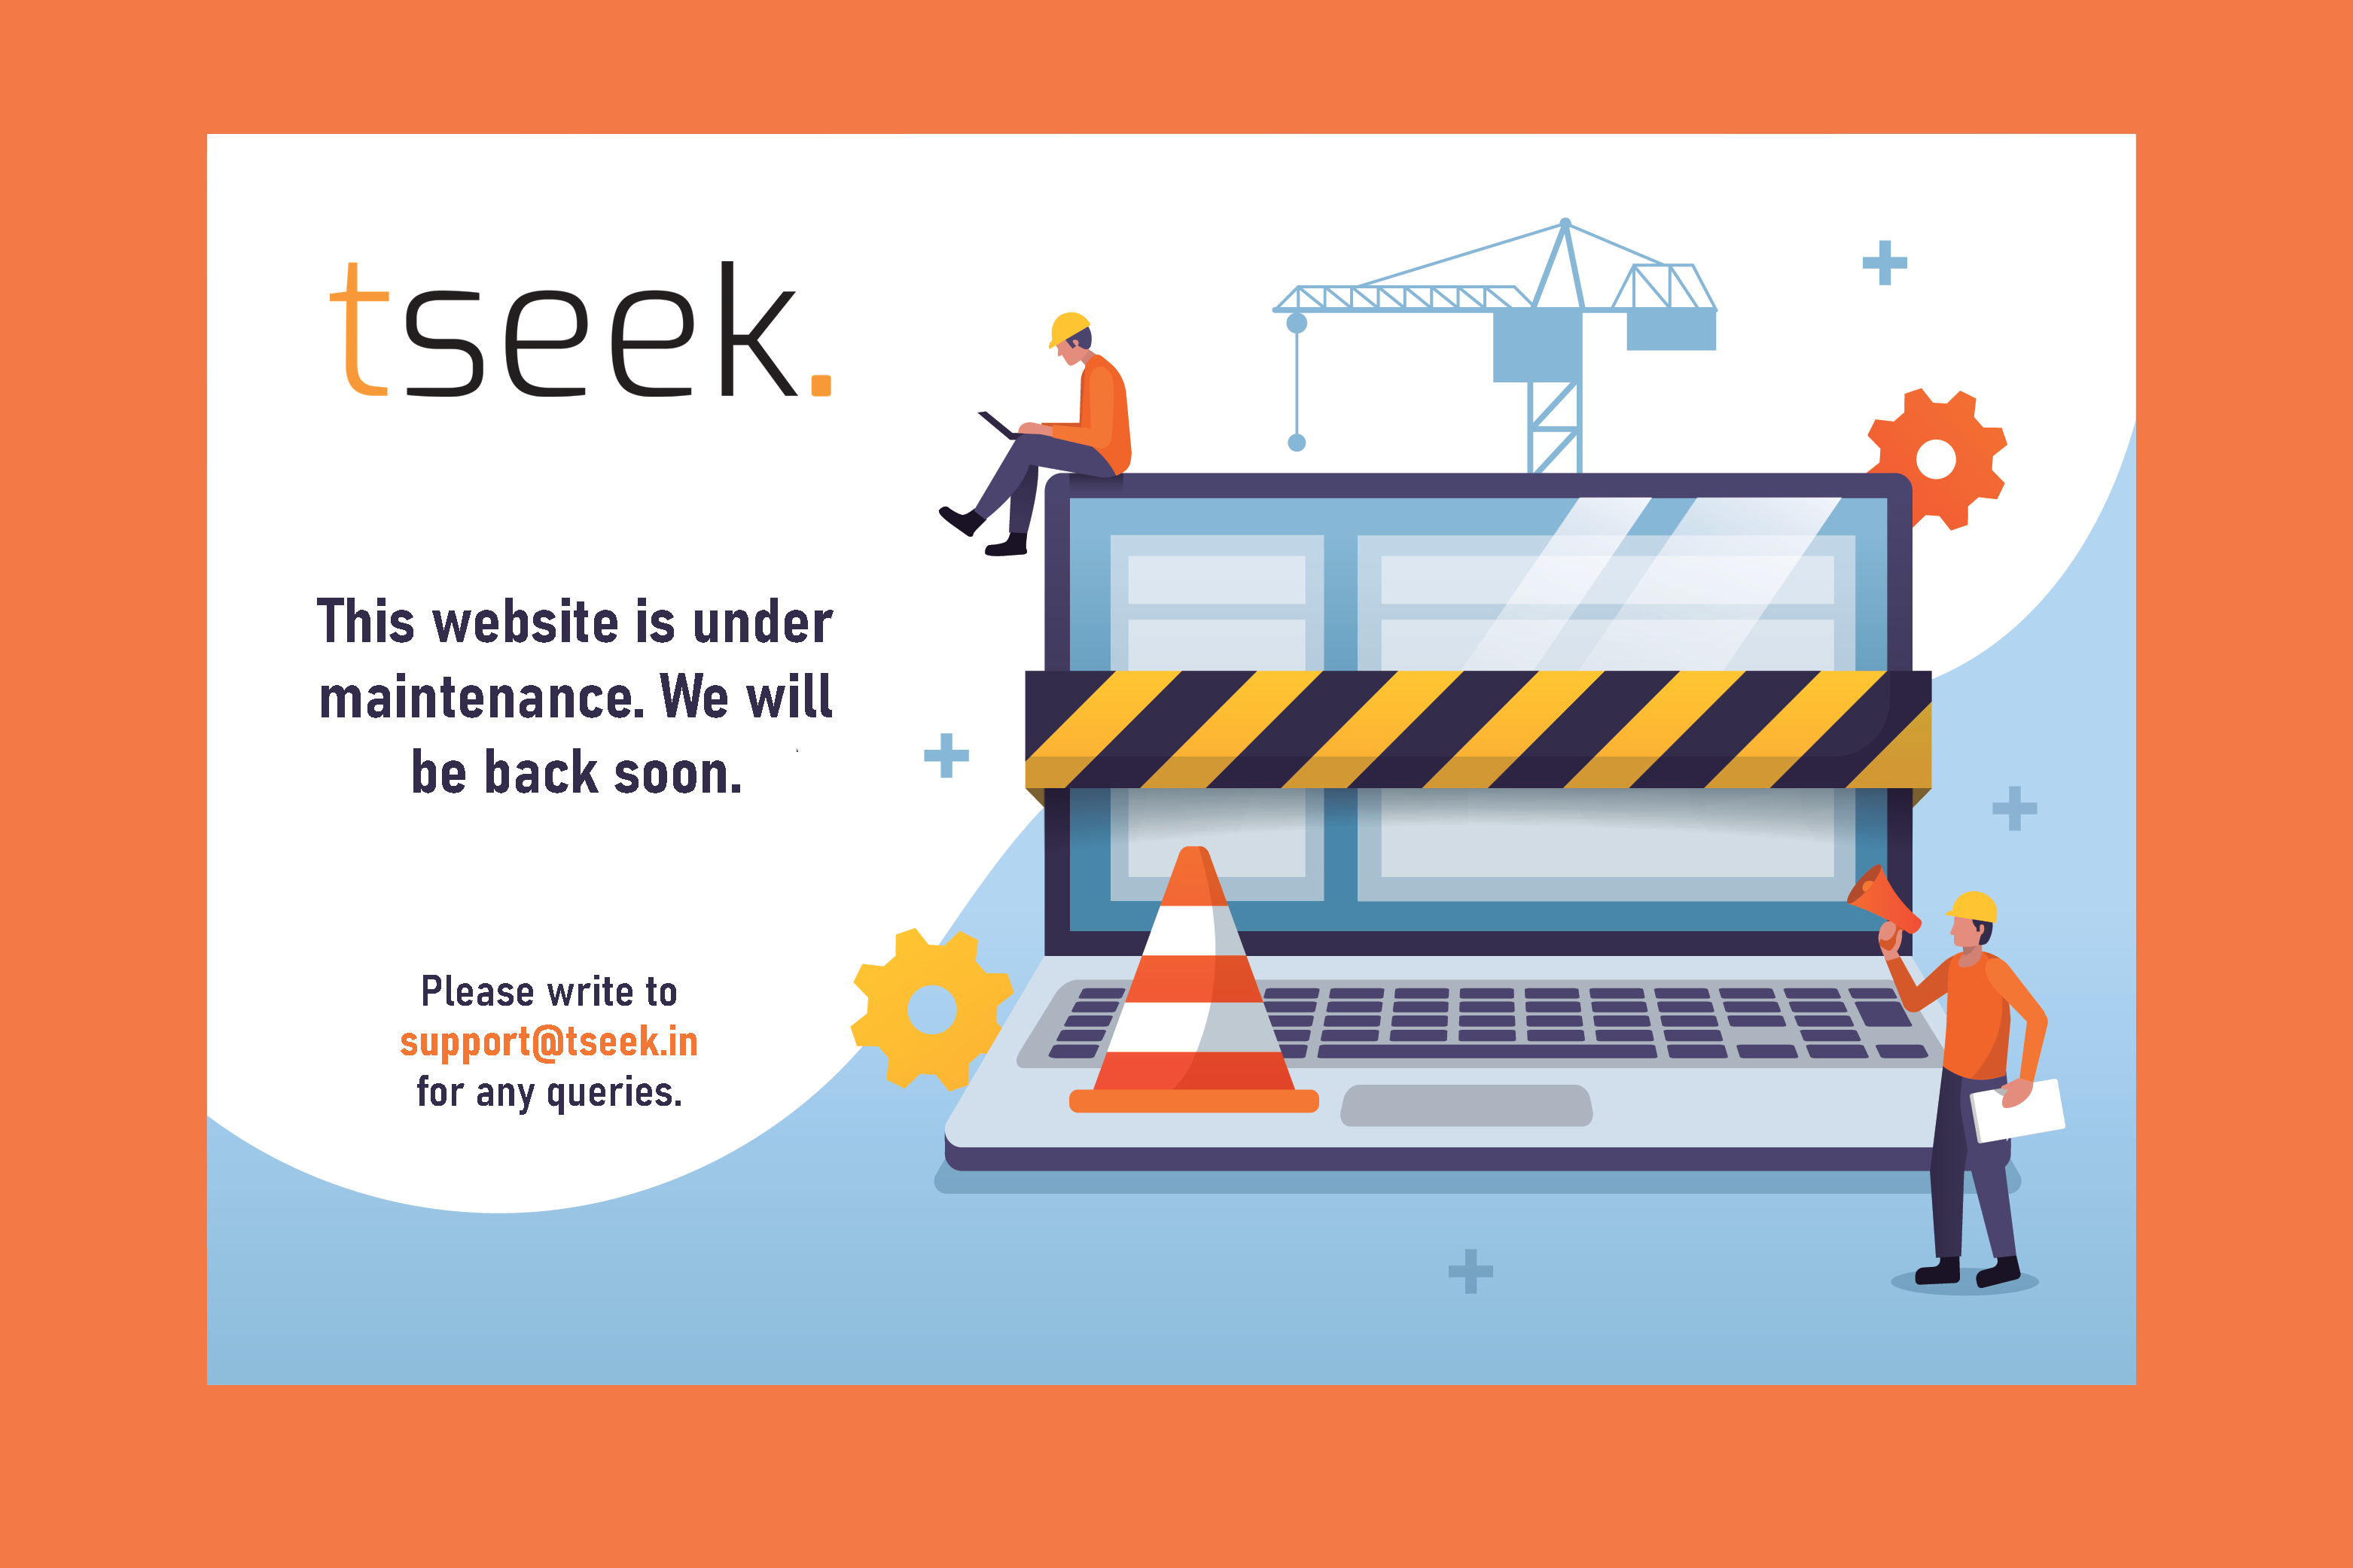 tseek.
This website is under
maintenance. We will
be back soon.
Please write to
support@tseek.in
for any queries.